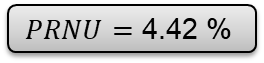 PRNU = 4.42 %